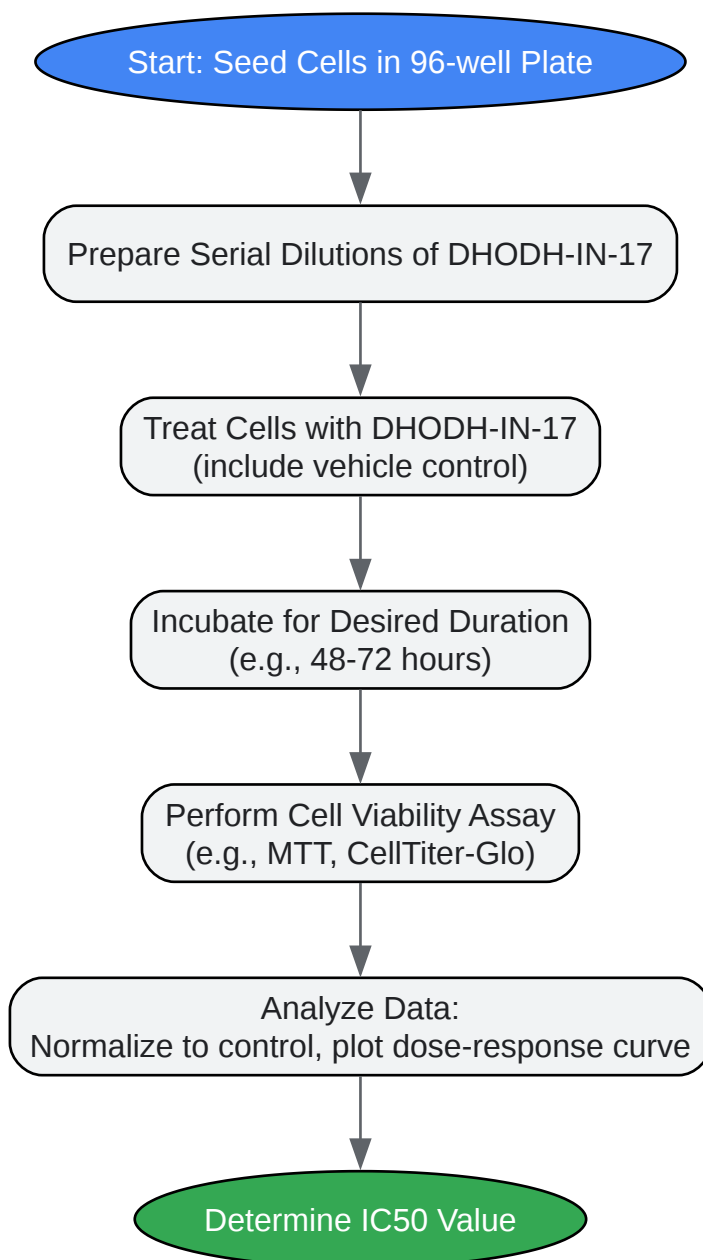 Start: Seed Cells in 96-well Plate
Prepare Serial Dilutions of DHODH-IN-17
Treat Cells with DHODH-IN-17
(include vehicle control)
Incubate for Desired Duration
(e.g., 48-72 hours)
Perform Cell Viability Assay
(e.g., MTT, CellTiter-Glo)
Analyze Data:
Normalize to control, plot dose-response curve
Determine IC50 Value